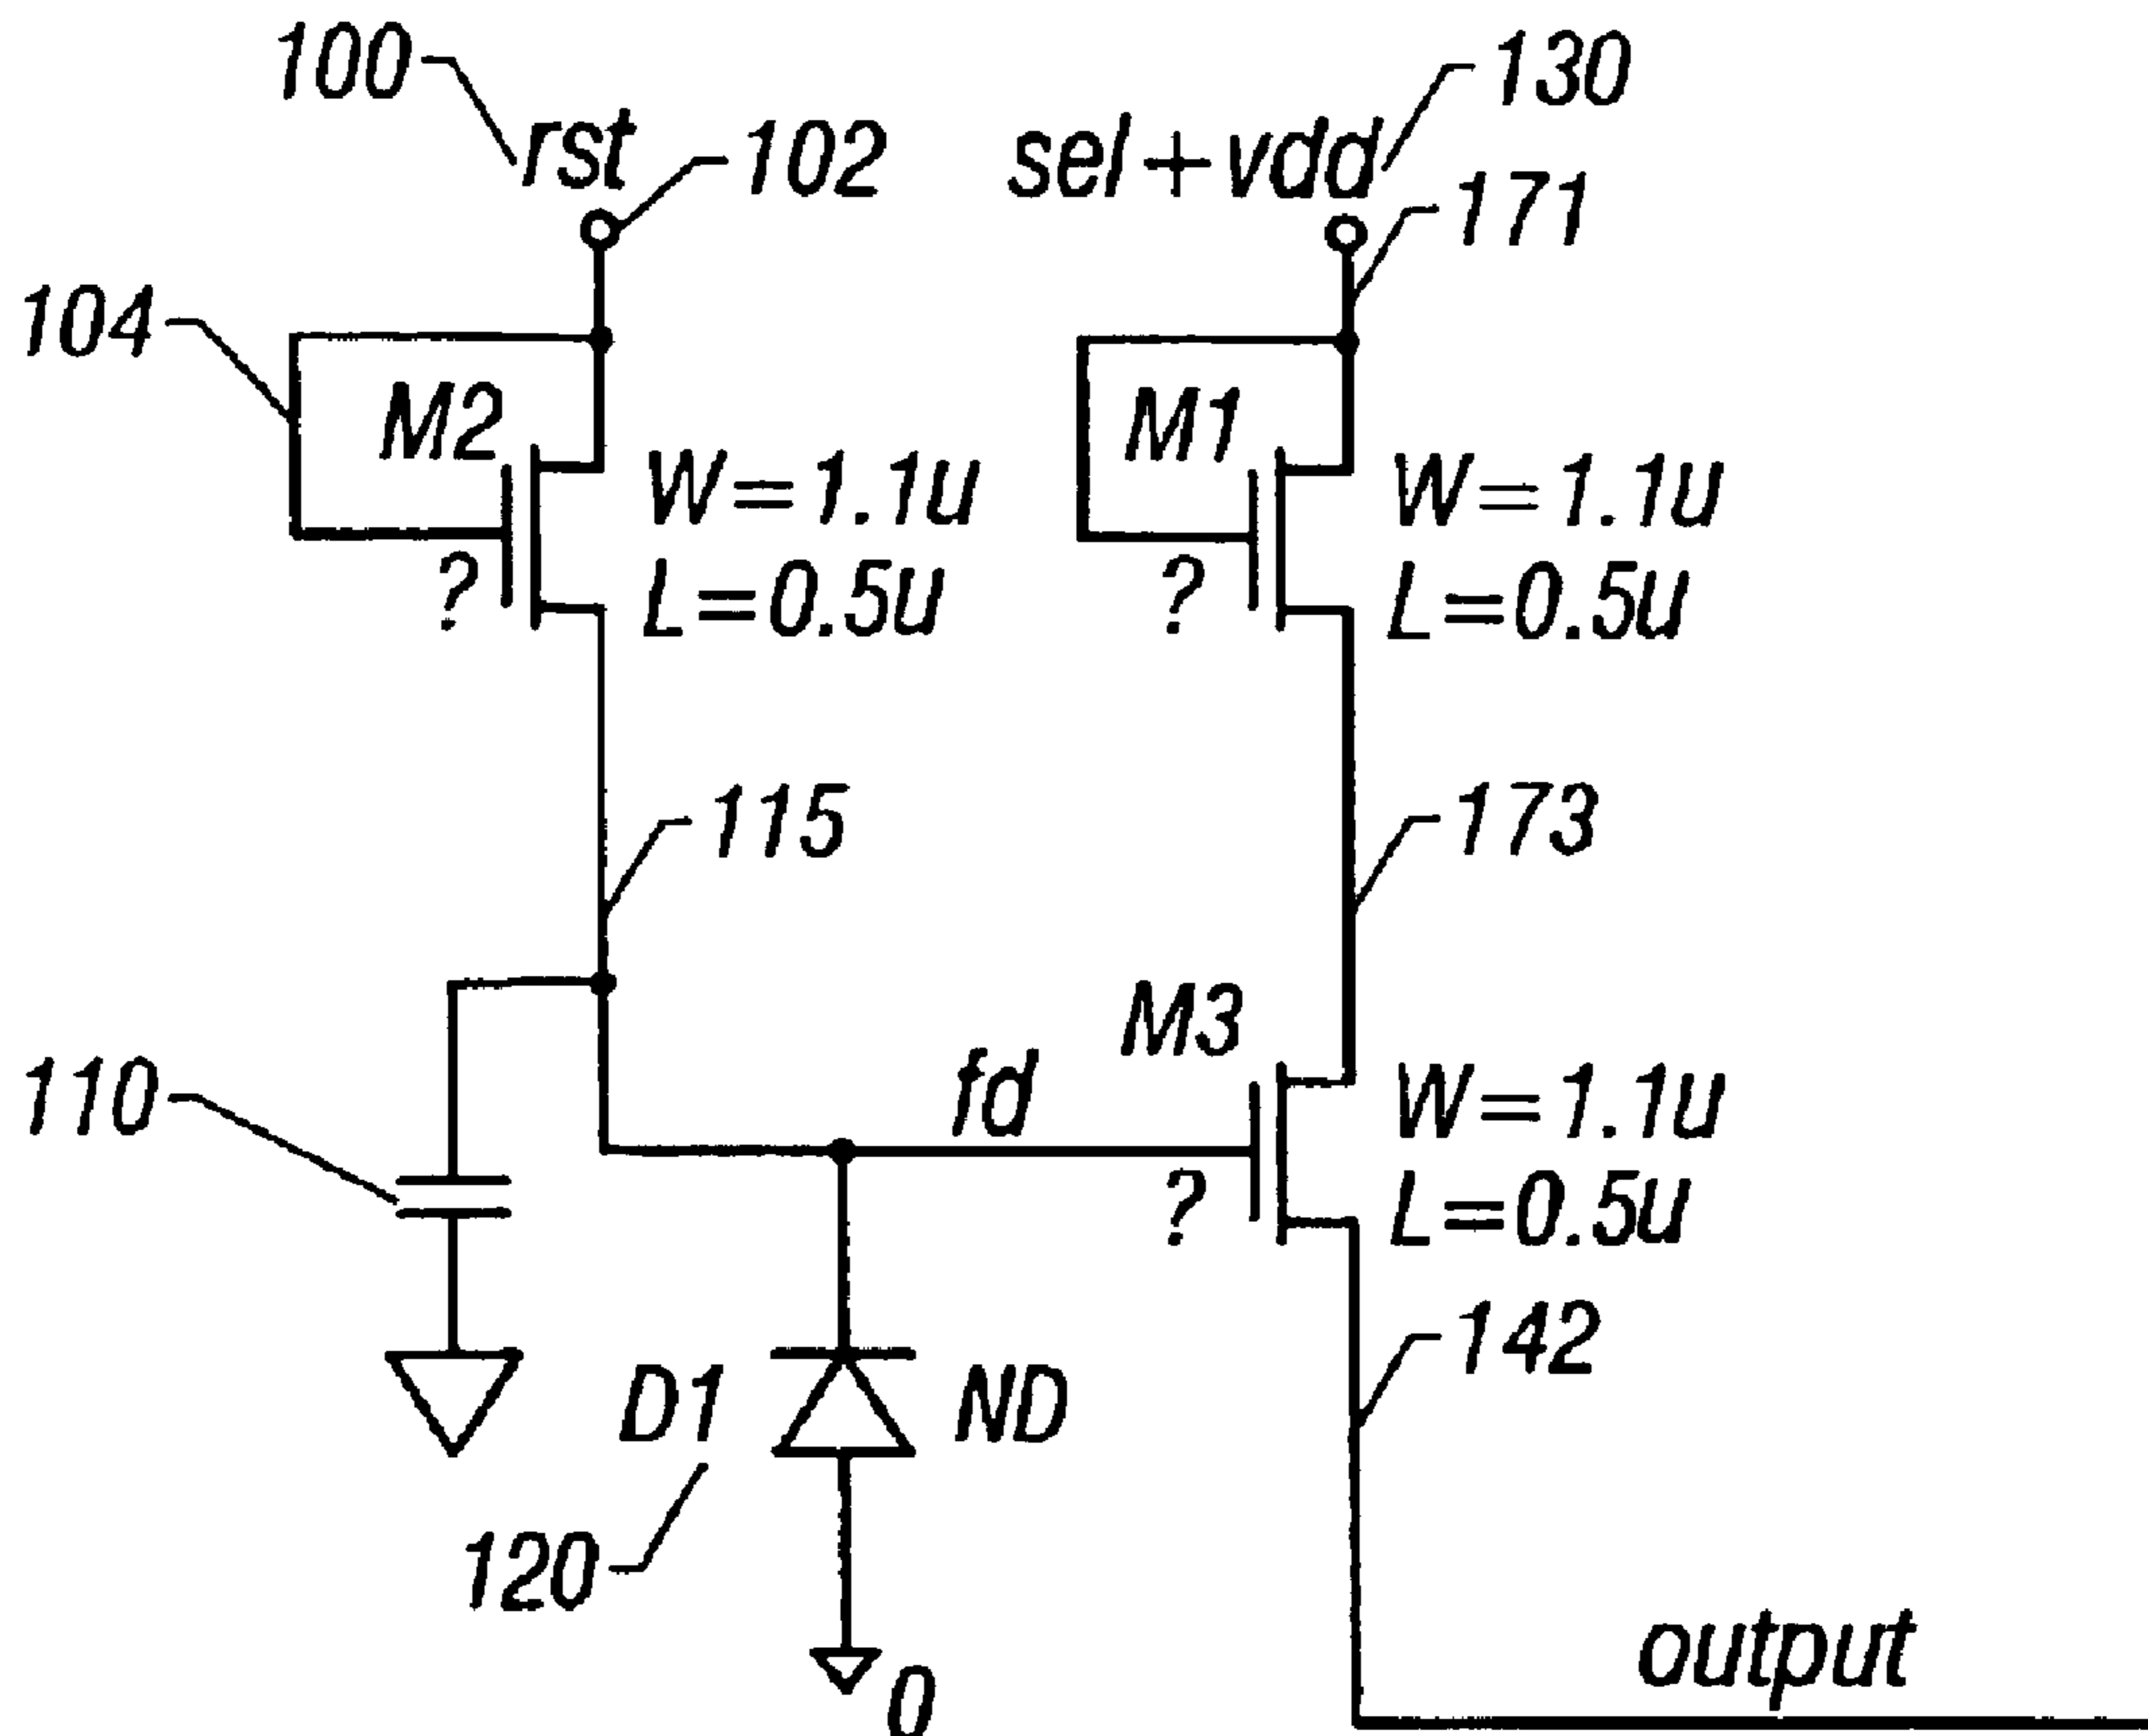 100
130
rst
102
sel+vdd
171
104
M2
M1
W=1.1U
W=1.1U
?
L=0.5U
?
L=0.5U
115
173
M3
fd
110
W=1.1U
?
L=0.5U
142
D1
ND
120
output
0